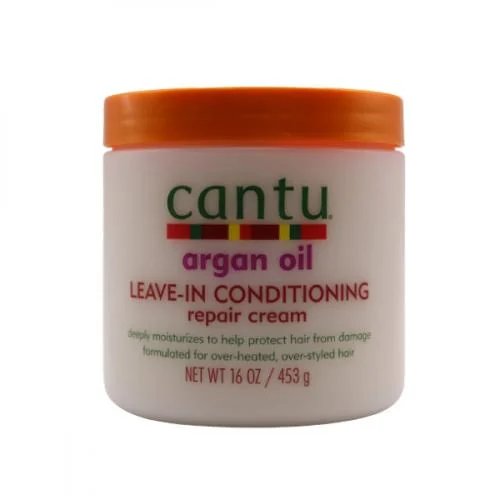 cantu®
argan oil
LEAVE-IN CONDITIONING
repair cream
deeply moisturizes to help protect hair from damage
formulated for over-heated, over-styled hair
NET WT 16 OZ / 453 g